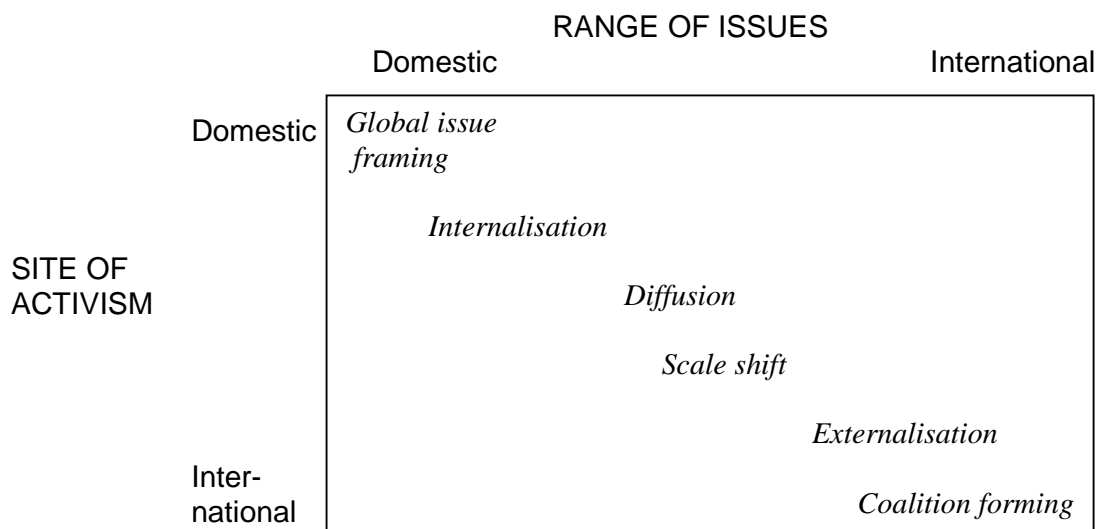 RANGE OF ISSUES
Domestic International
Domestic
Global issue
framing
Internalisation
SITE OF
ACTIVISM
Diffusion
Scale shift
Externalisation
Inter-
national
Coalition forming